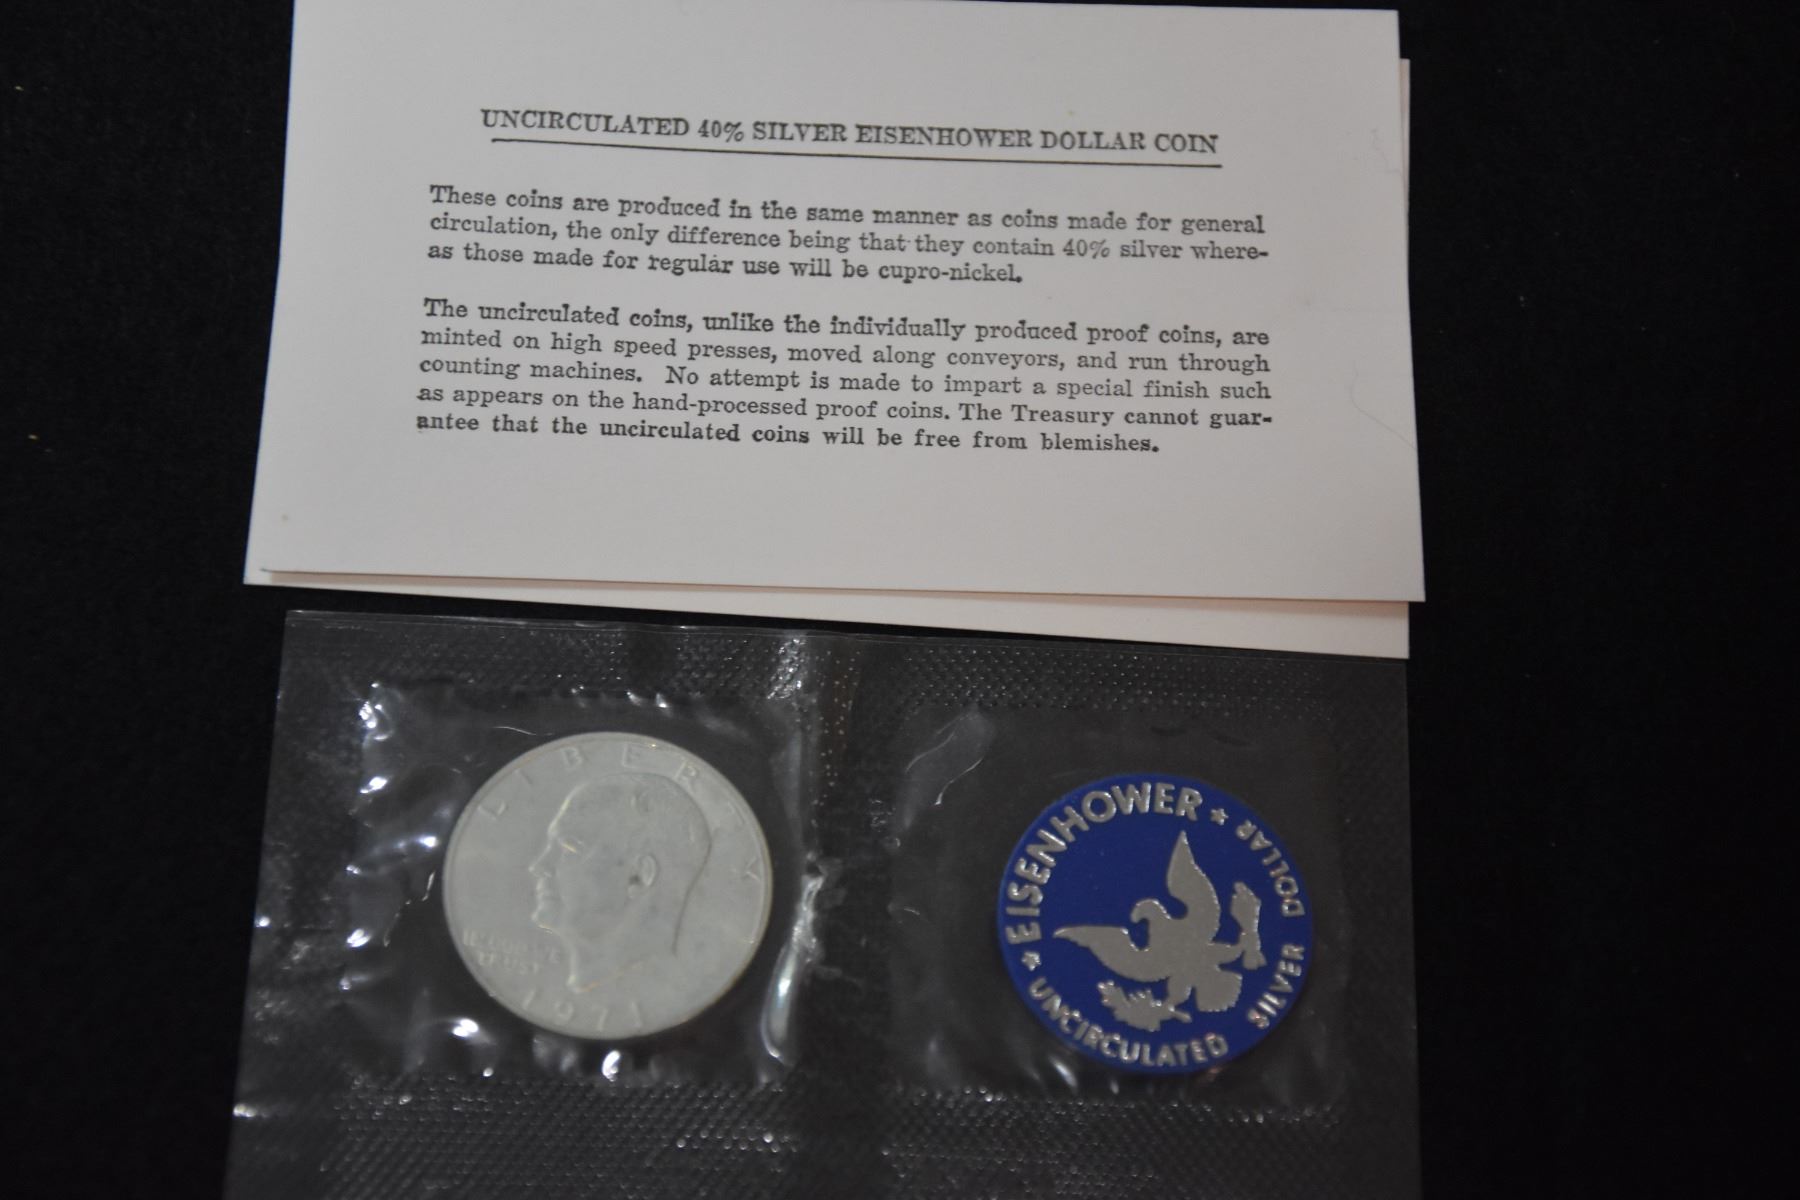 UNCIRCULATED 40% SILVER EISENHOWER DOLLAR COIN
These coins are produced in the same manner as coins made for general
circulation, the only difference being that they contain 40% silver where-
as those made for regular use will be cupro-nickel.
The uncirculated coins, unlike the individually produced proof coins, are
minted on high speed presses, moved along conveyors, and run through
counting machines. No attempt is made to impart a special finish such
as appears on the hand-processed proof coins. The Treasury cannot guar-
antee that the uncirculated coins will be free from blemishes.
LIBERTY
IN GOD WE
TRUST
1971
EISENHOWER ★ DOLLAR
★ UNCIRCULATED SILVER